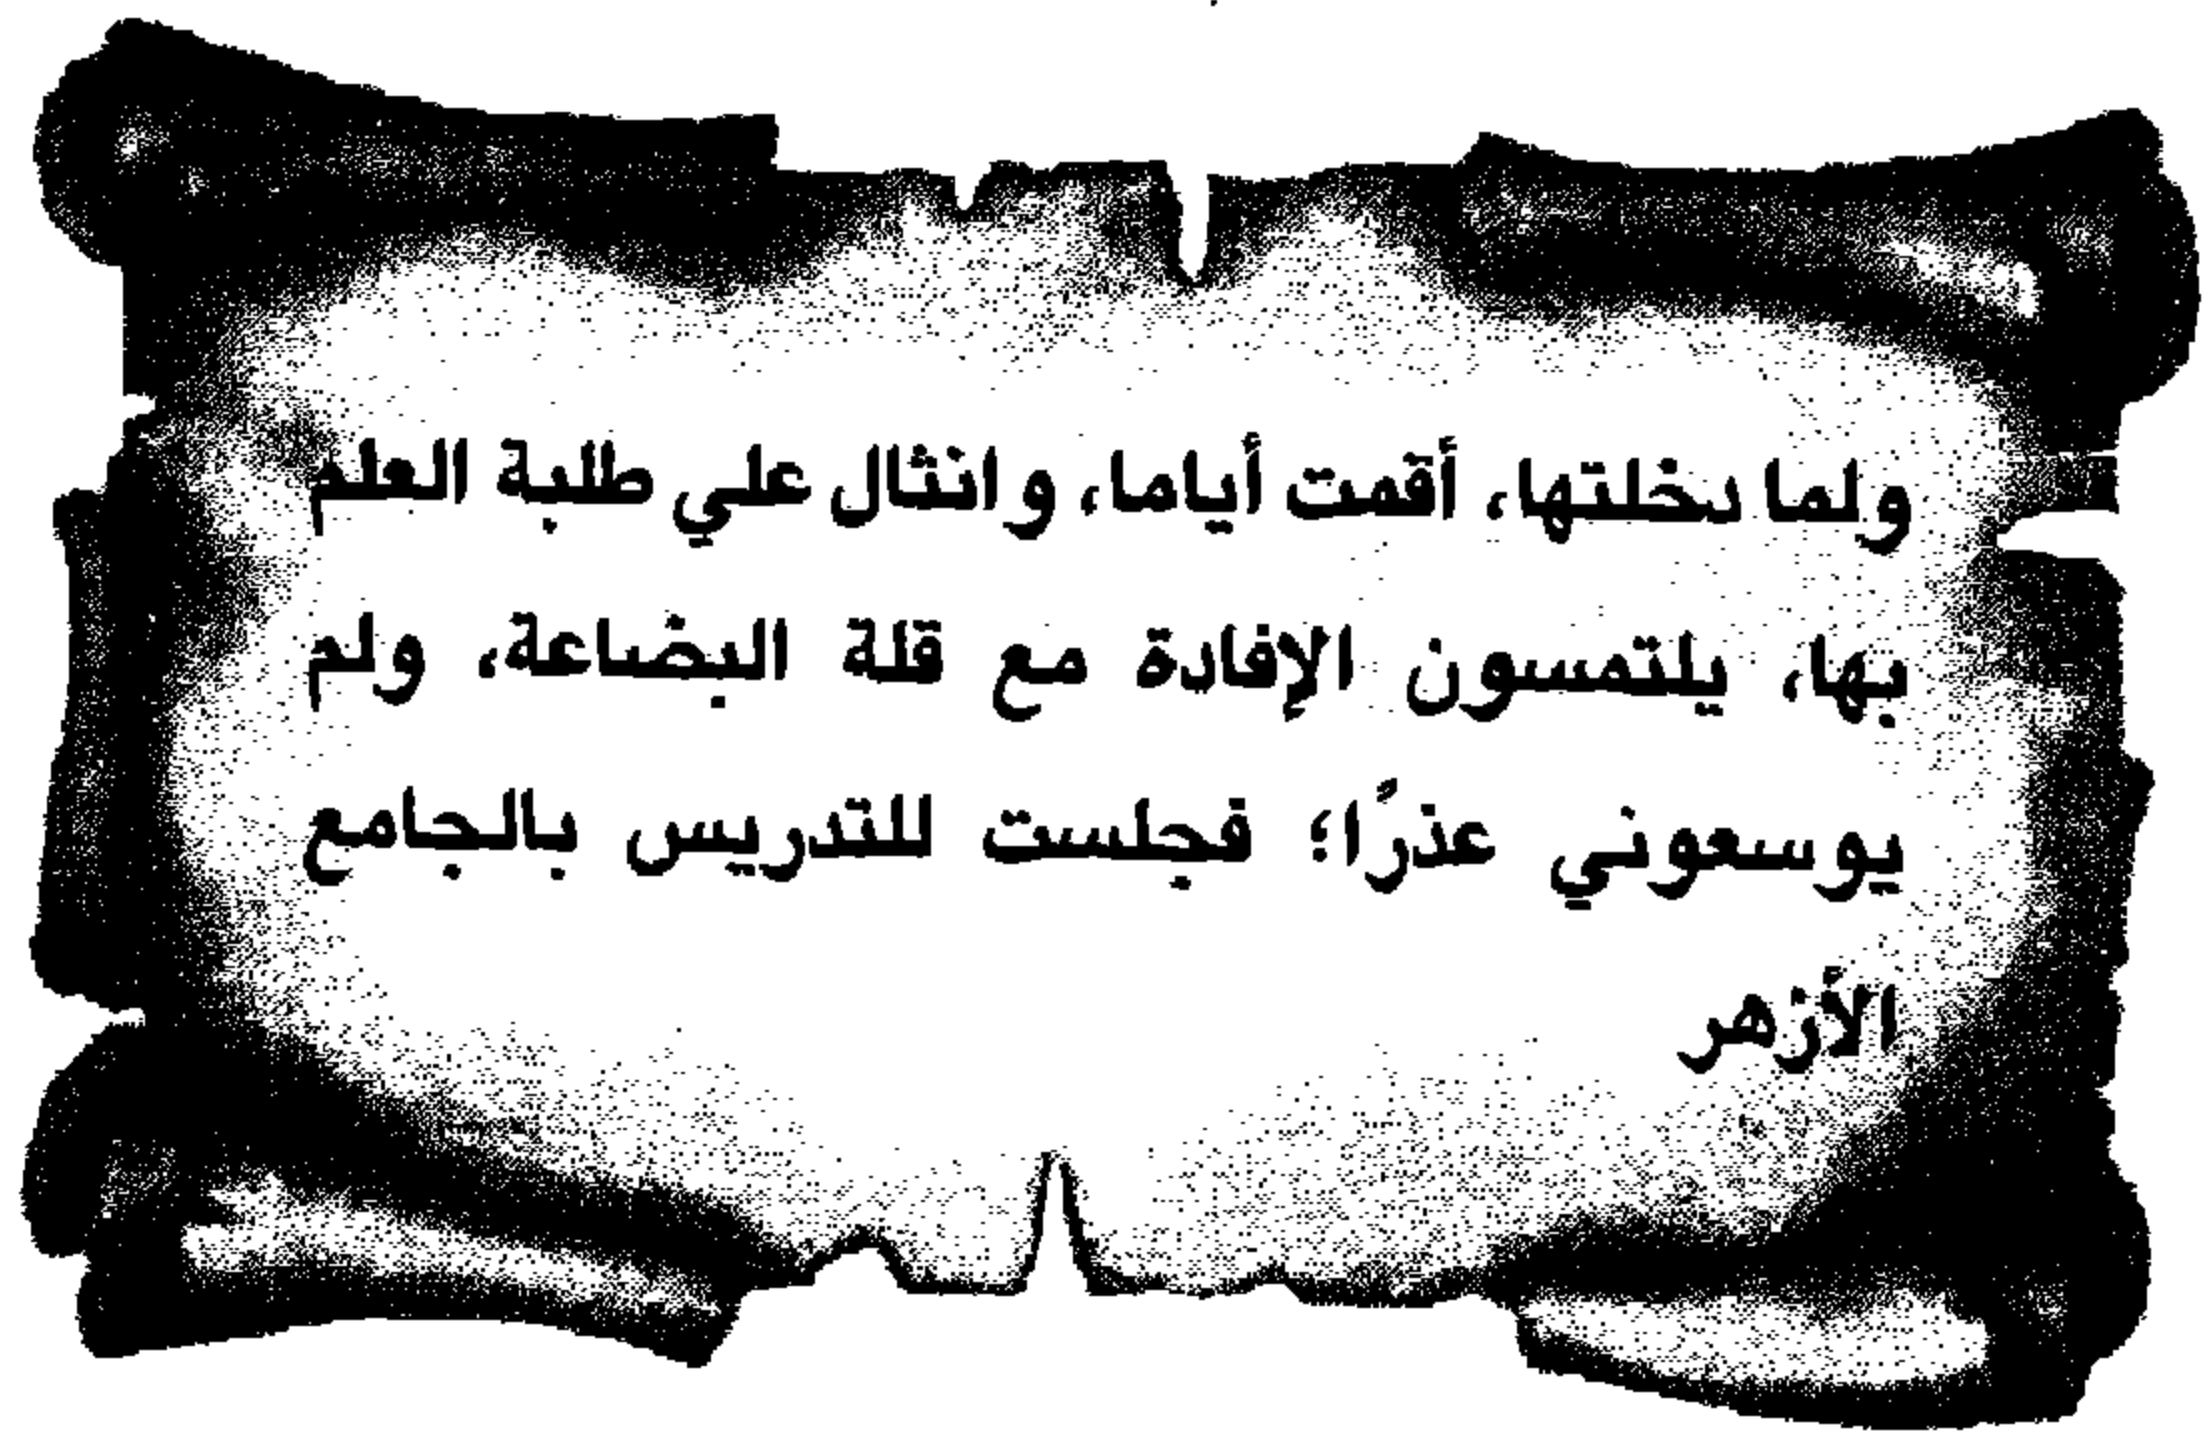 ولما دخلتها، أقمت أياما، وانثال علي طلبة العلم
بها، يلتمسون الإفادة مع قلة البضاعة، ولم
يوسعوني عذرًا؛ فجلست للتدريس بالجامع
الأزهر